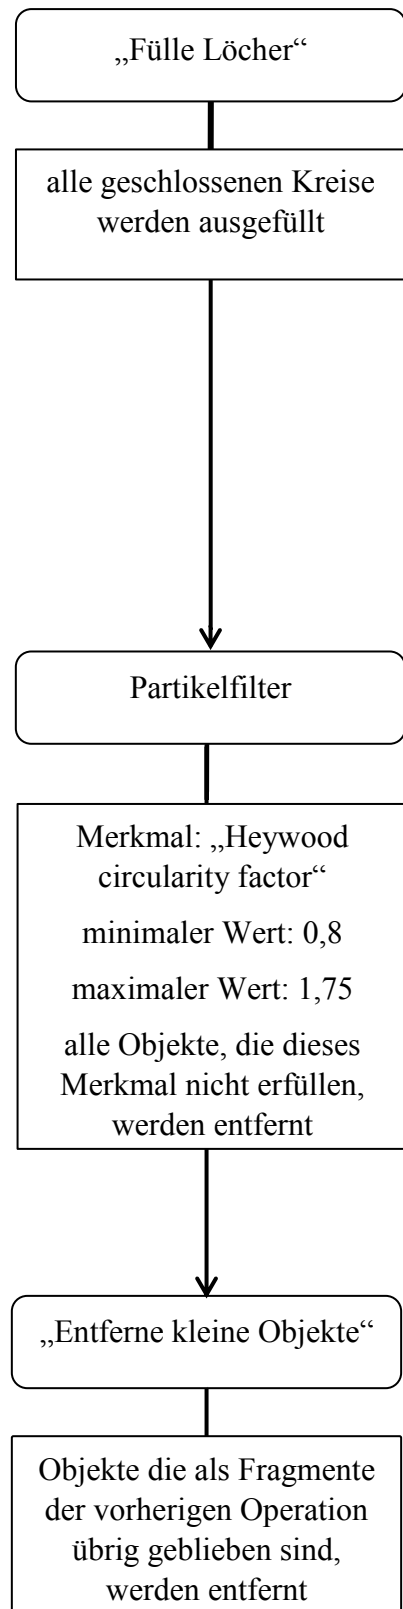 „Fülle Löcher“
alle geschlossenen Kreise
werden ausgefüllt
Partikelfilter
Merkmal: „Heywood
circularity factor“
minimaler Wert: 0,8
maximaler Wert: 1,75
alle Objekte, die dieses
Merkmal nicht erfüllen,
werden entfernt
„Entferne kleine Objekte“
Objekte die als Fragmente
der vorherigen Operation
übrig geblieben sind,
werden entfernt